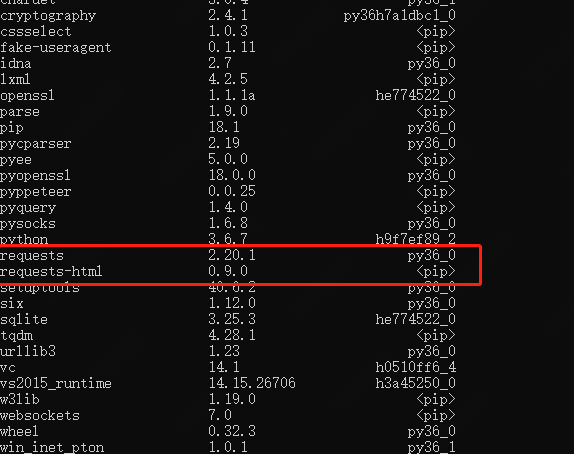 chardet 3.0.4 py36_1
cryptography 2.4.1 py36h7a1dbc1_0
cssselect 1.0.3 <pip>
fake-useragent 0.1.11 <pip>
idna 2.7 py36_0
lxml 4.2.5 <pip>
openssl 1.1.1a he774522_0
parse 1.9.0 <pip>
pip 18.1 py36_0
pycparser 2.19 py36_0
pyee 5.0.0 <pip>
pyopenssl 18.0.0 py36_0
pyppeteer 0.0.25 <pip>
pyquery 1.4.0 <pip>
pysocks 1.6.8 py36_0
python 3.6.7 h9f7ef89_2
requests 2.20.1 py36_0
requests-html 0.9.0 <pip>
setuptools 40.6.2 py36_0
six 1.12.0 py36_0
sqlite 3.25.3 he774522_0
tqdm 4.28.1 <pip>
urllib3 1.23 py36_0
vc 14.1 h0510ff6_4
vs2015_runtime 14.15.26706 h3a45250_0
w3lib 1.19.0 <pip>
websockets 7.0 <pip>
wheel 0.32.3 py36_0
win_inet_pton 1.0.1 py36_1